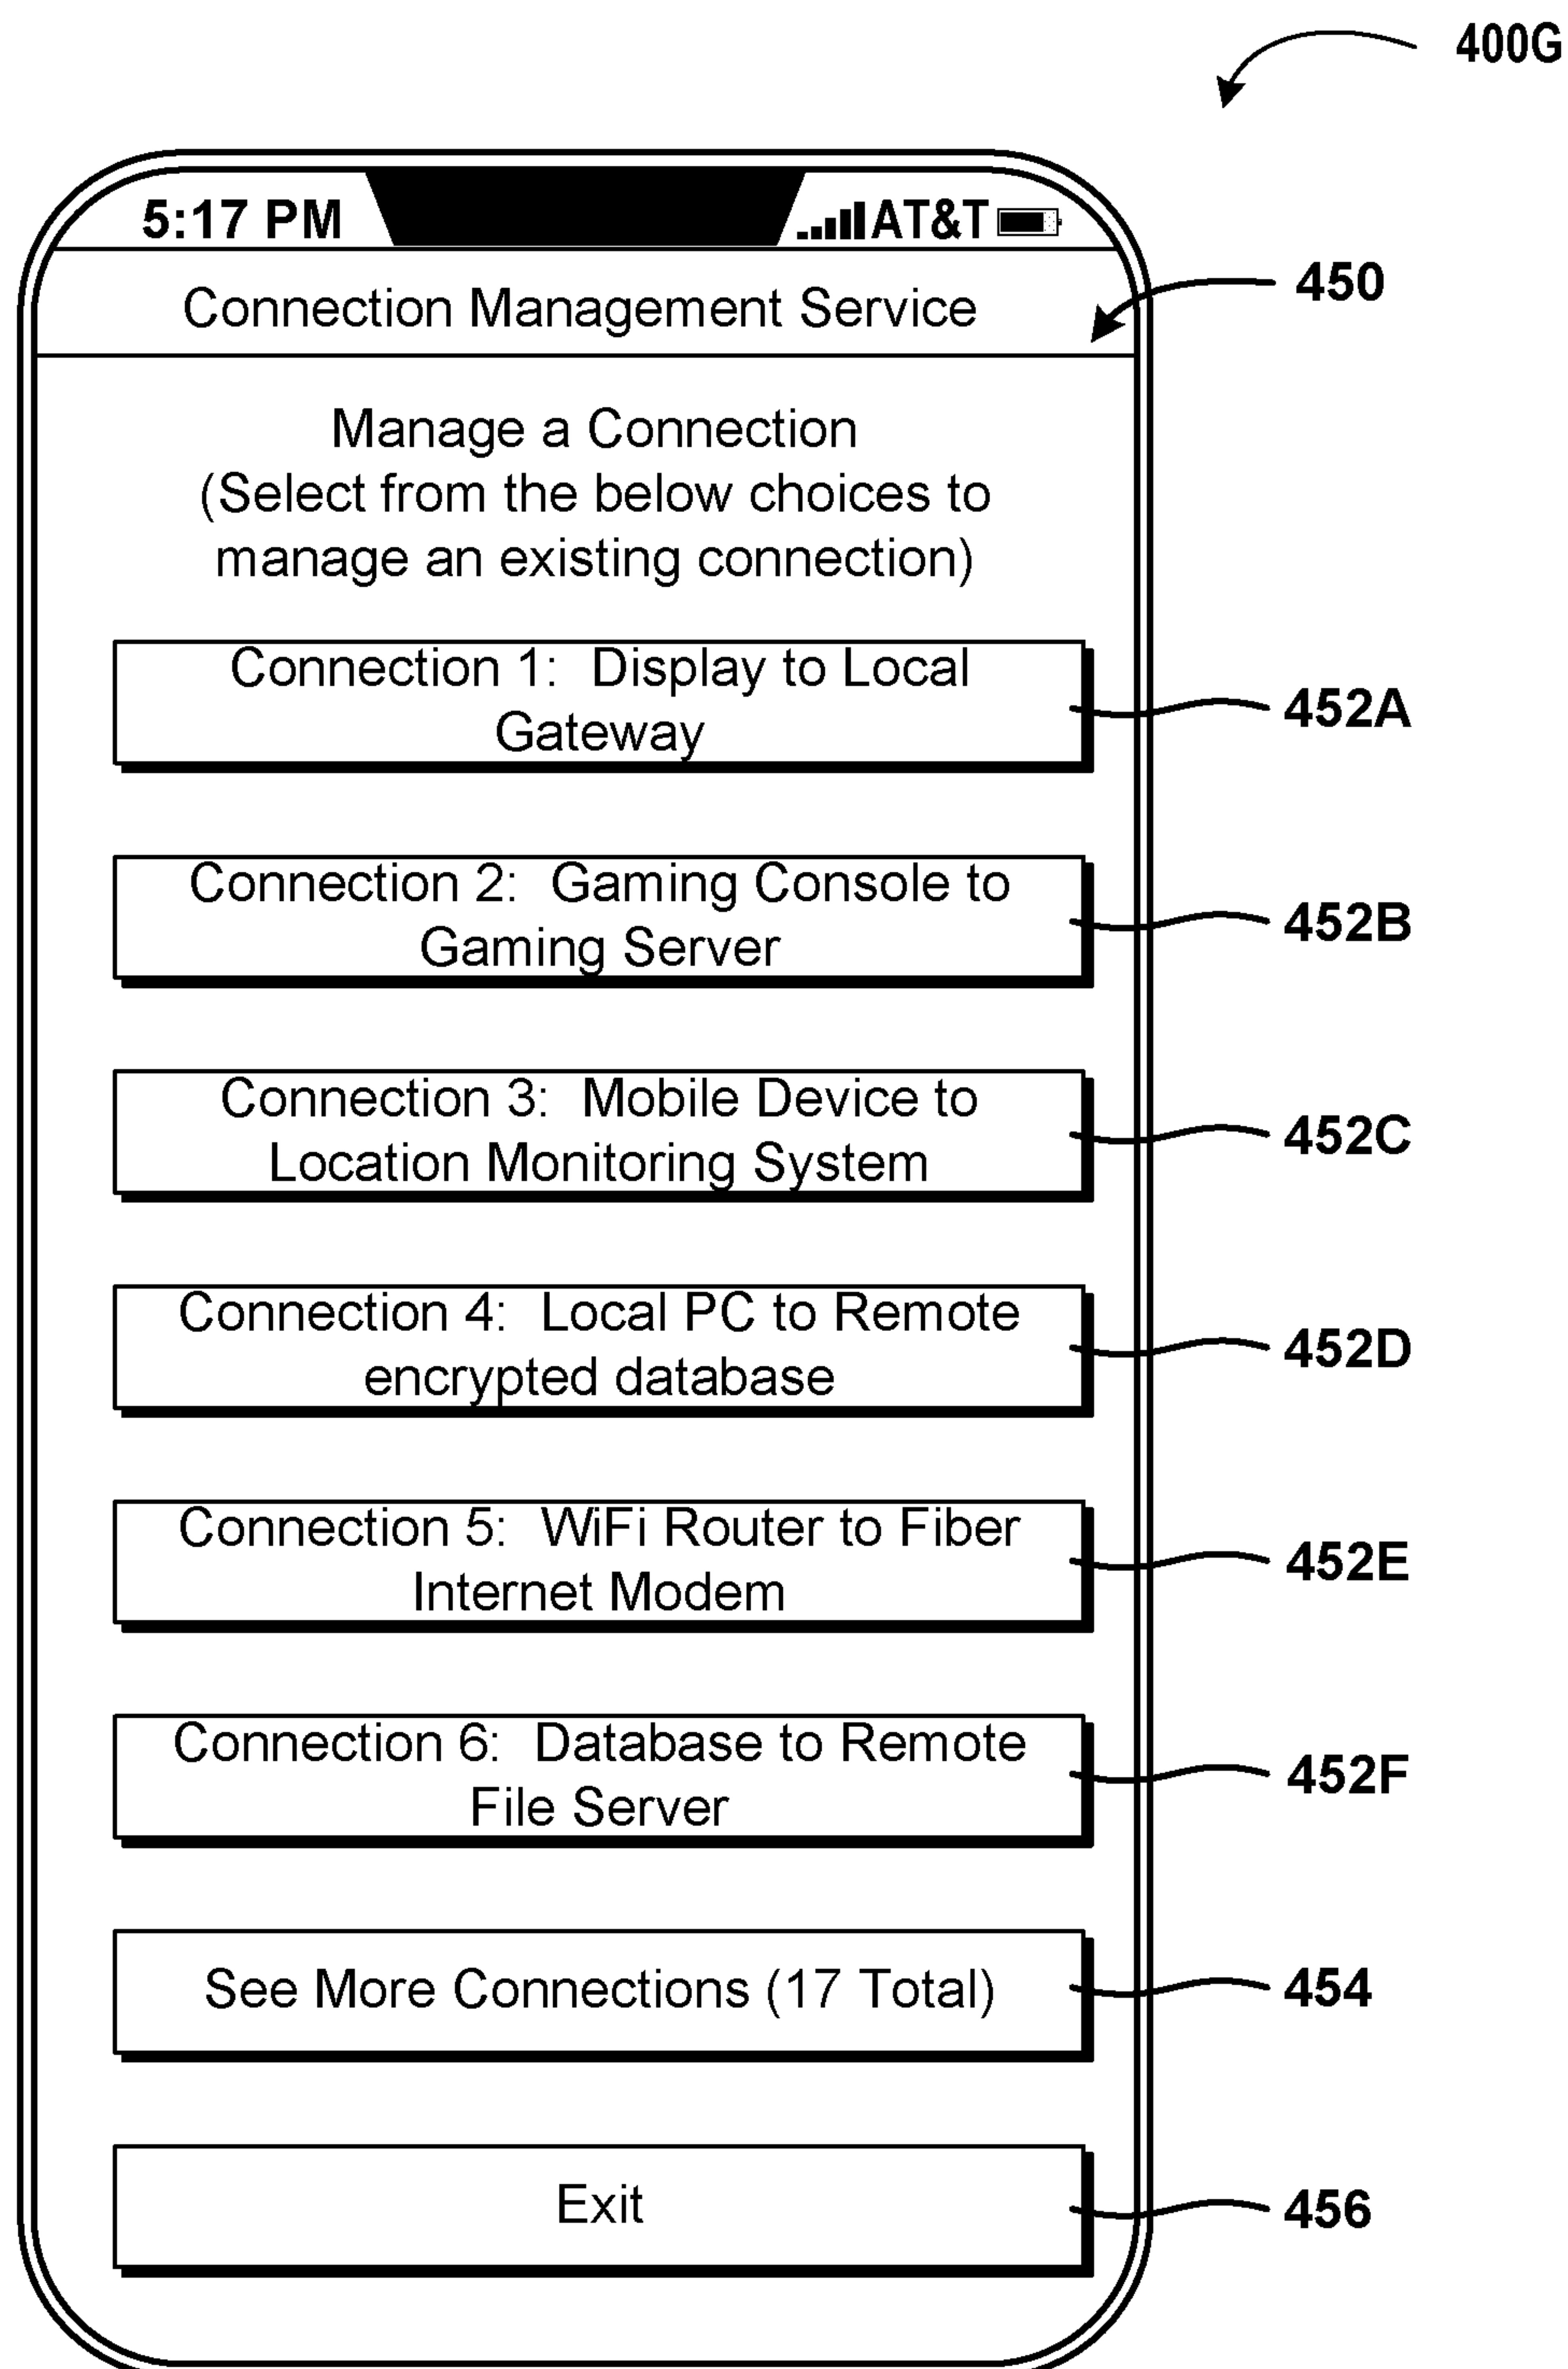 400G
5:17 PM AT&T
450
Connection Management Service
Manage a Connection
(Select from the below choices to
manage an existing connection)
Connection 1: Display to Local
Gateway
452A
Connection 2: Gaming Console to
Gaming Server
452B
Connection 3: Mobile Device to
Location Monitoring System
452C
Connection 4: Local PC to Remote
encrypted database
452D
Connection 5: WiFi Router to Fiber
Internet Modem
452E
Connection 6: Database to Remote
File Server
452F
See More Connections (17 Total)
454
Exit
456